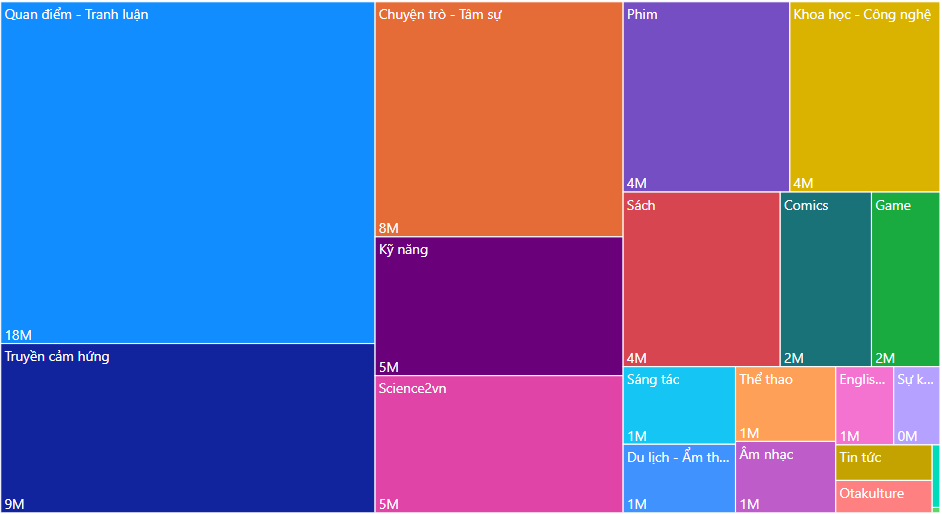 Quan điểm - Tranh luận
18M
Truyền cảm hứng
9M
Chuyện trò - Tâm sự
8M
Kỹ năng
5M
Science2vn
5M
Phim
4M
Khoa học - Công nghệ
4M
Sách
4M
Comics
2M
Game
2M
Sáng tác
1M
Thể thao
1M
Englis...
1M
Sự k...
0M
Du lịch - Ẩm th...
1M
Âm nhạc
1M
Tin tức
Otakulture